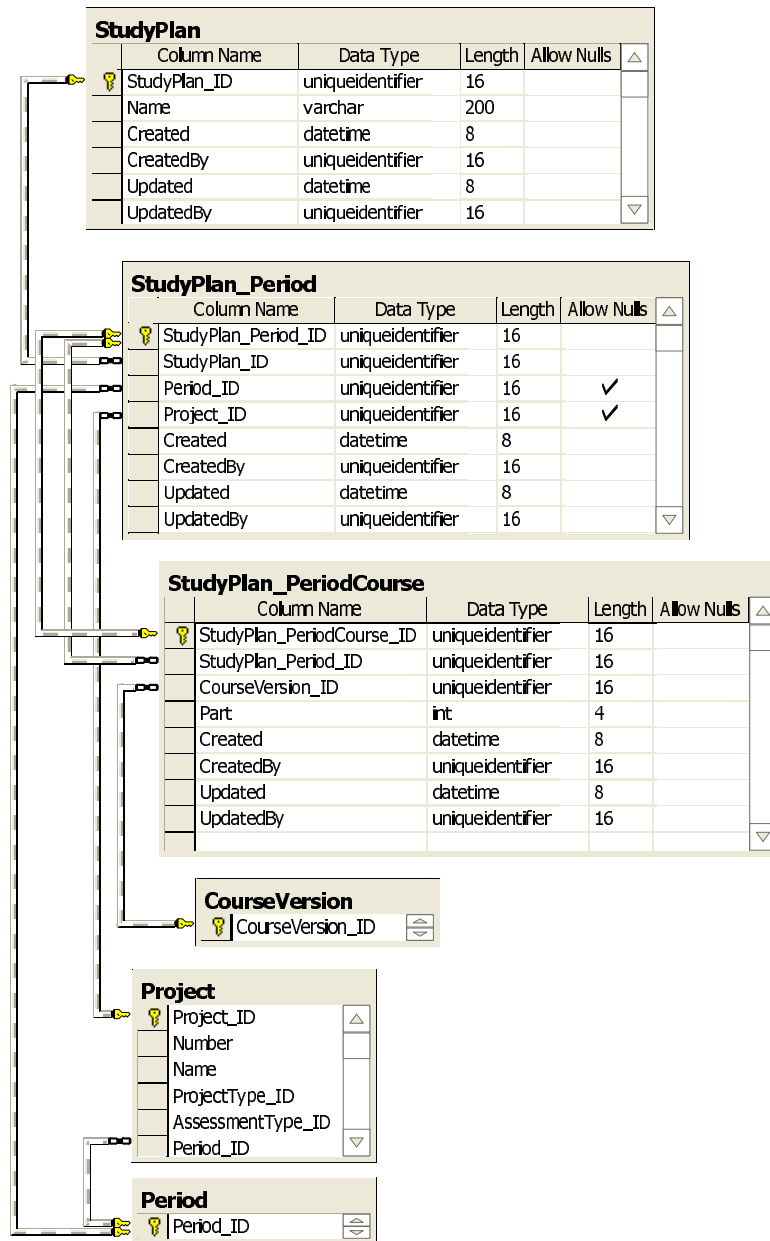 StudyPlan
Column Name Data Type Length Allow Nulls
StudyPlan_ID uniqueidentifier 16
Name varchar 200
Created datetime 8
CreatedBy uniqueidentifier 16
Updated datetime 8
UpdatedBy uniqueidentifier 16
StudyPlan_Period
Column Name Data Type Length Allow Nulls
StudyPlan_Period_ID uniqueidentifier 16
StudyPlan_ID uniqueidentifier 16
Period_ID uniqueidentifier 16 ✓
Project_ID uniqueidentifier 16 ✓
Created datetime 8
CreatedBy uniqueidentifier 16
Updated datetime 8
UpdatedBy uniqueidentifier 16
StudyPlan_PeriodCourse
Column Name Data Type Length Allow Nulls
StudyPlan_PeriodCourse_ID uniqueidentifier 16
StudyPlan_Period_ID uniqueidentifier 16
CourseVersion_ID uniqueidentifier 16
Part int 4
Created datetime 8
CreatedBy uniqueidentifier 16
Updated datetime 8
UpdatedBy uniqueidentifier 16
CourseVersion
CourseVersion_ID
Project
Project_ID
Number
Name
ProjectType_ID
AssessmentType_ID
Period_ID
Period
Period_ID